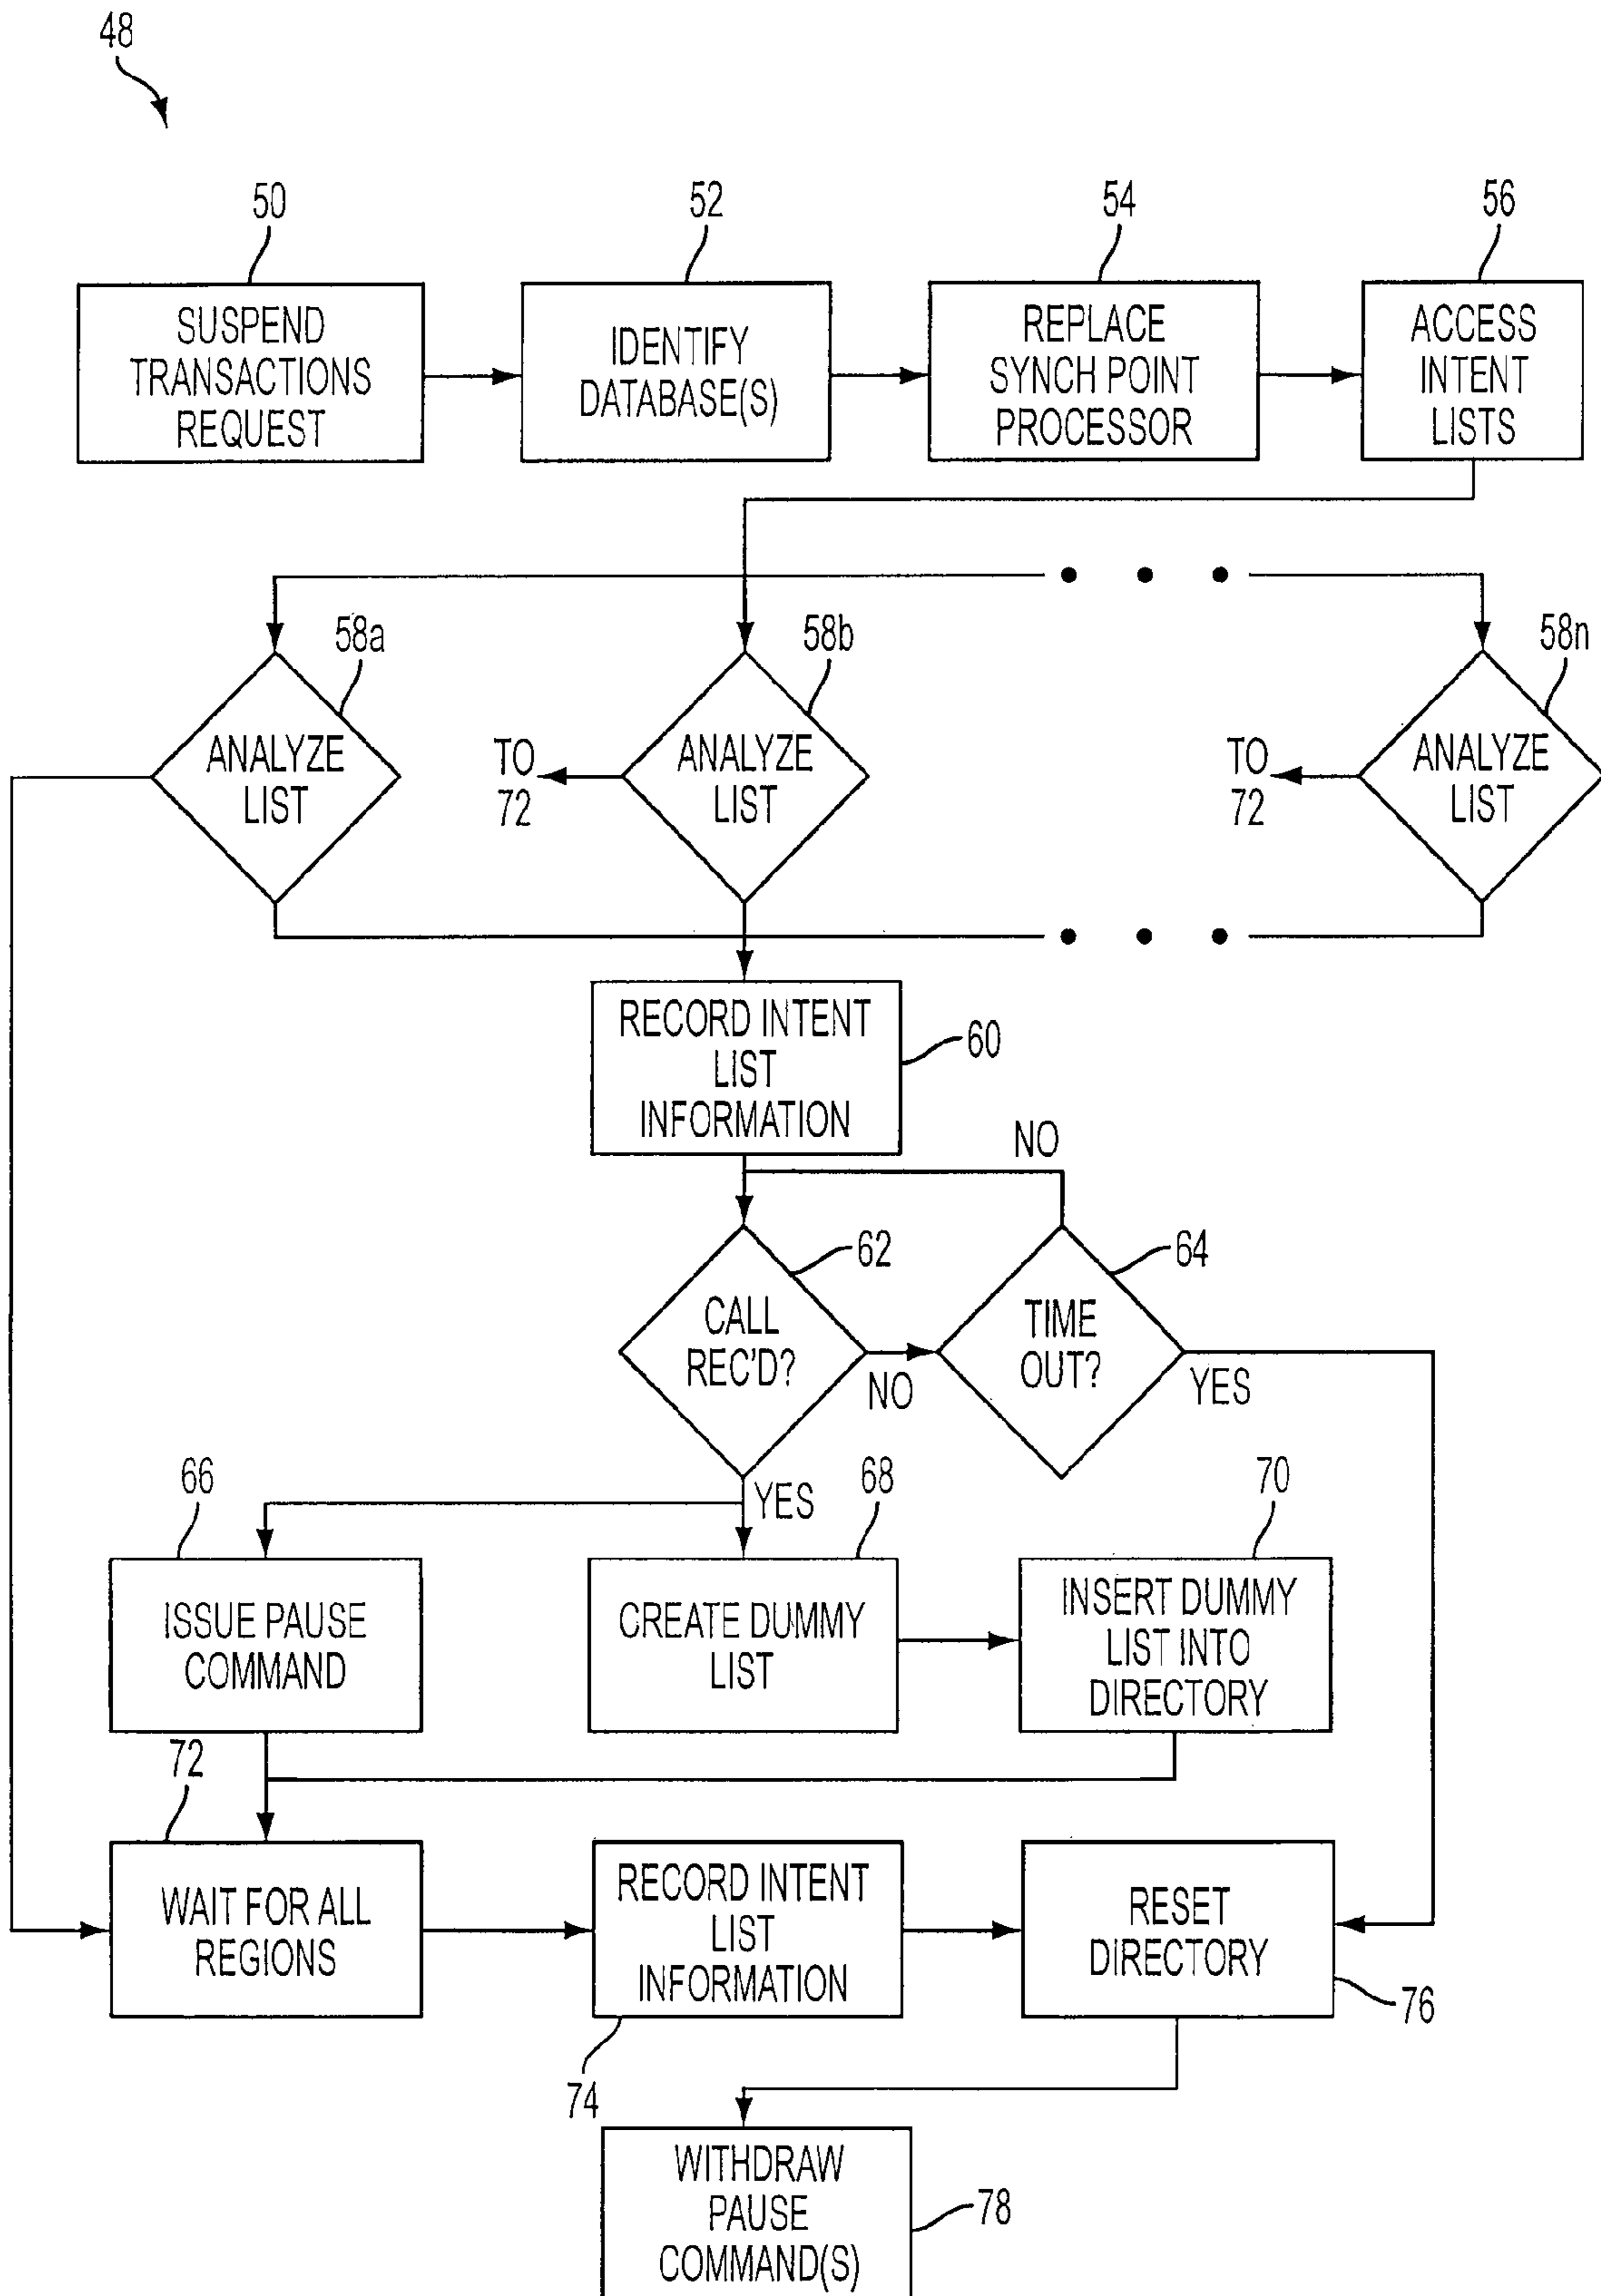 48
50
52
54
56
SUSPEND
TRANSACTIONS
REQUEST
IDENTIFY
DATABASE(S)
REPLACE
SYNCH POINT
PROCESSOR
ACCESS
INTENT
LISTS
58a
58b
58n
ANALYZE
LIST
TO
72
ANALYZE
LIST
TO
72
ANALYZE
LIST
RECORD INTENT
LIST
INFORMATION
60
NO
62
64
CALL
REC'D?
NO
TIME
OUT?
YES
YES
66
68
70
ISSUE PAUSE
COMMAND
CREATE DUMMY
LIST
INSERT DUMMY
LIST INTO
DIRECTORY
72
WAIT FOR ALL
REGIONS
RECORD INTENT
LIST
INFORMATION
RESET
DIRECTORY
74
76
WITHDRAW
PAUSE
COMMAND(S)
78